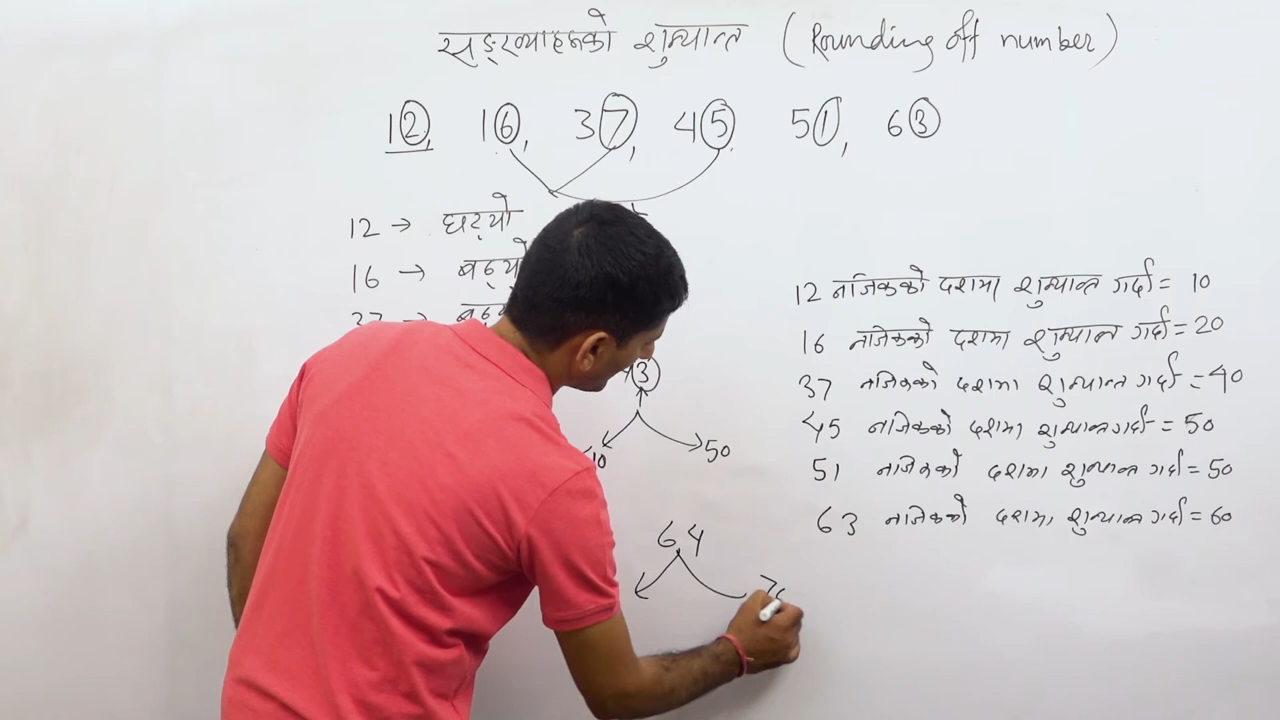 सङ्ख्याहरूको शुन्यान्त (Rounding off number)
12, 16, 37, 45, 51, 63
12 → घट्यो
16 → बढ्यो
37 →
3
10 50
64
12 नजिकको दशमा शुन्यान्त गर्दा = 10
16 नजिकको दशमा शुन्यान्त गर्दा = 20
37 नजिकको दशमा शुन्यान्त गर्दा = 40
45 नजिकको दशमा शुन्यान्त गर्दा = 50
51 नजिकको दशमा शुन्यान्त गर्दा = 50
63 नजिकको दशमा शुन्यान्त गर्दा = 60